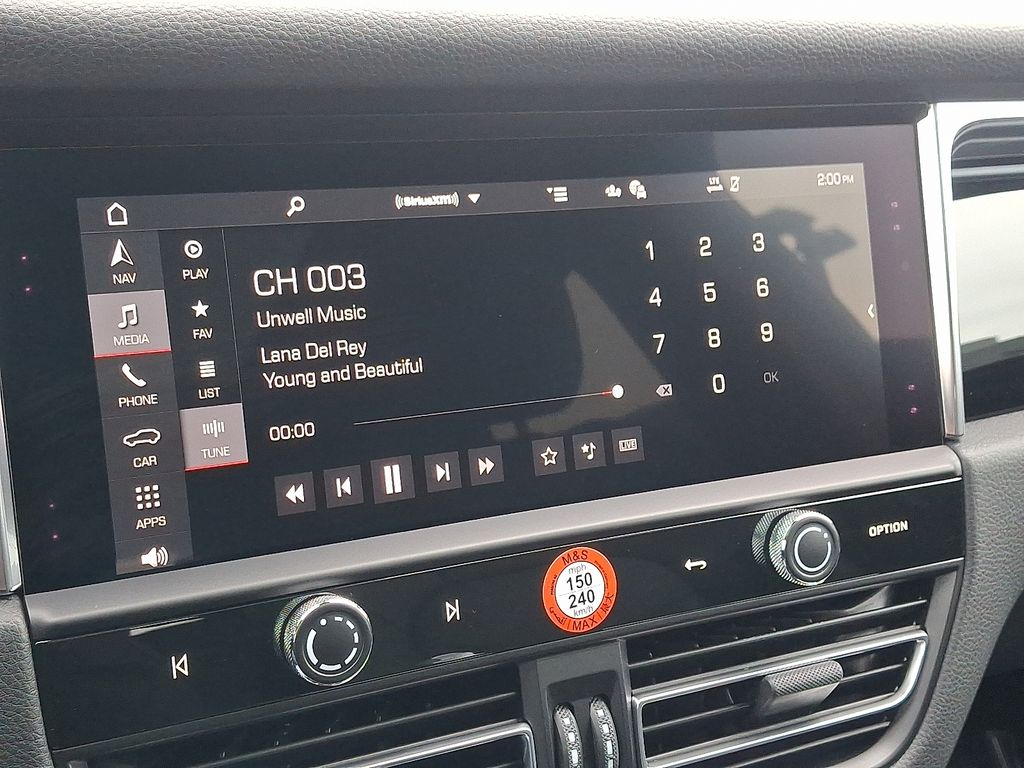 ((SiriusXM))
LTE
2:00 PM
NAV
MEDIA
PHONE
CAR
APPS
PLAY
FAV
LIST
TUNE
CH 003
Unwell Music
Lana Del Rey
Young and Beautiful
00:00
LIVE
1 2 3
4 5 6
7 8 9
0 OK
OPTION
M&S
mph
150
240
km/h
MAX